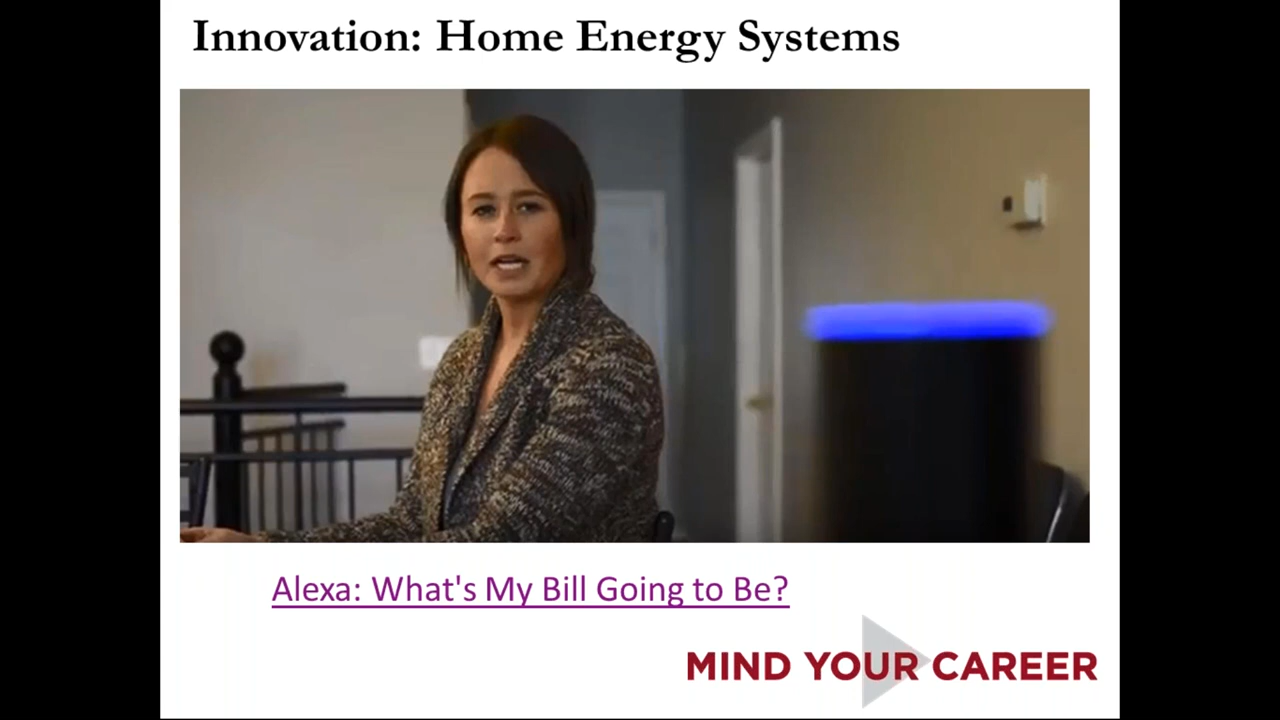 Innovation: Home Energy Systems
Alexa: What's My Bill Going to Be?
MIND YOUR CAREER